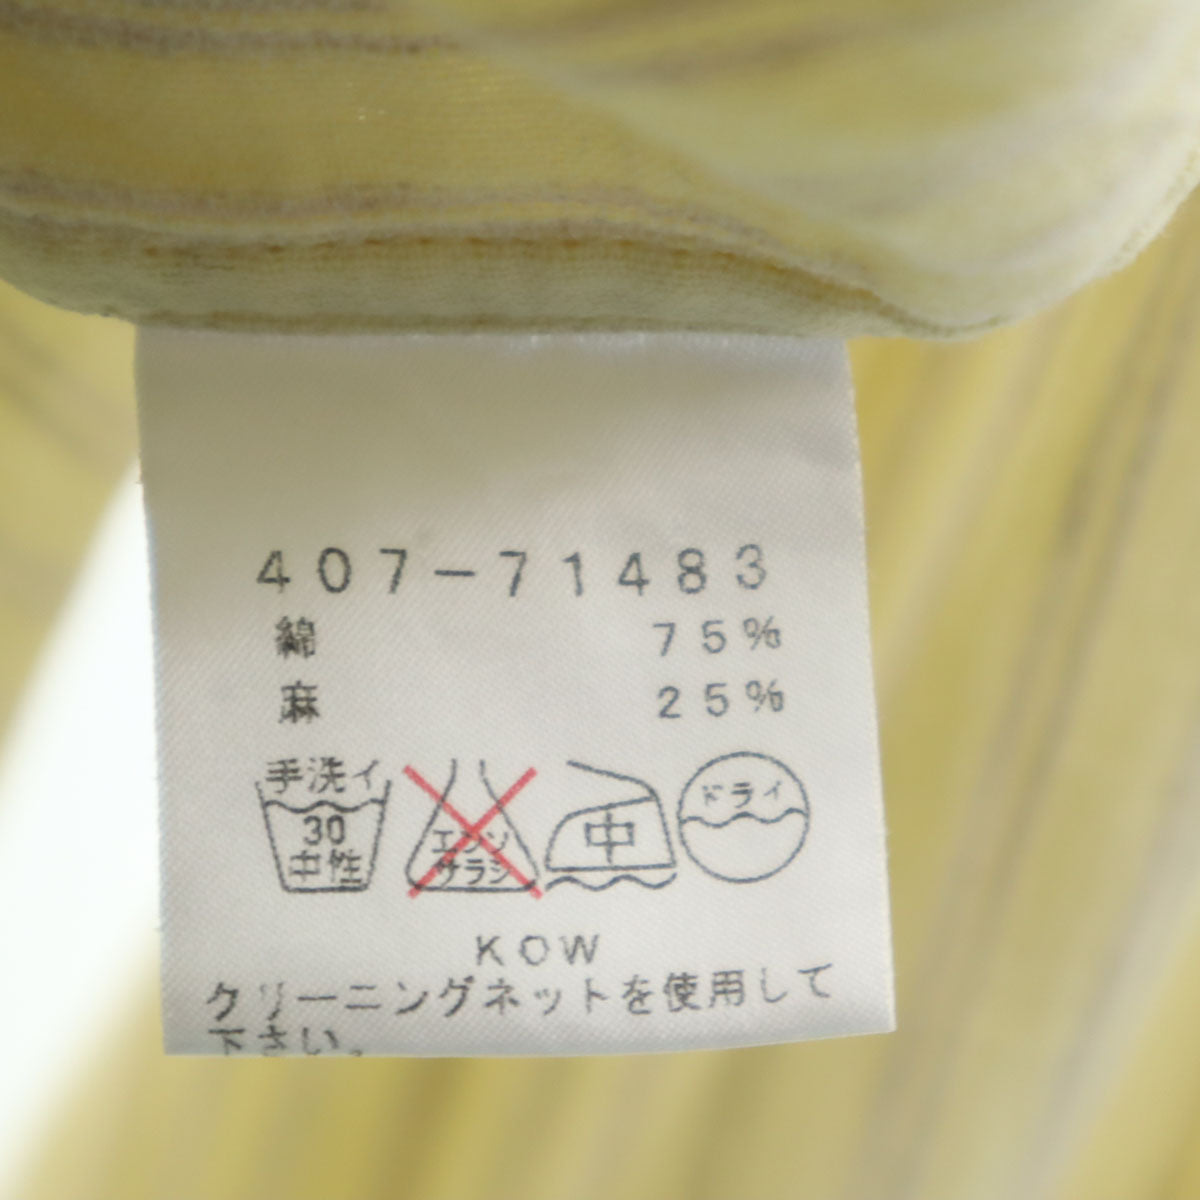 407-71483
綿 75%
麻 25%
手洗イ
30
中性
エンソ
サラシ
中
ドライ
KOW
クリーニングネットを使用して
下さい。